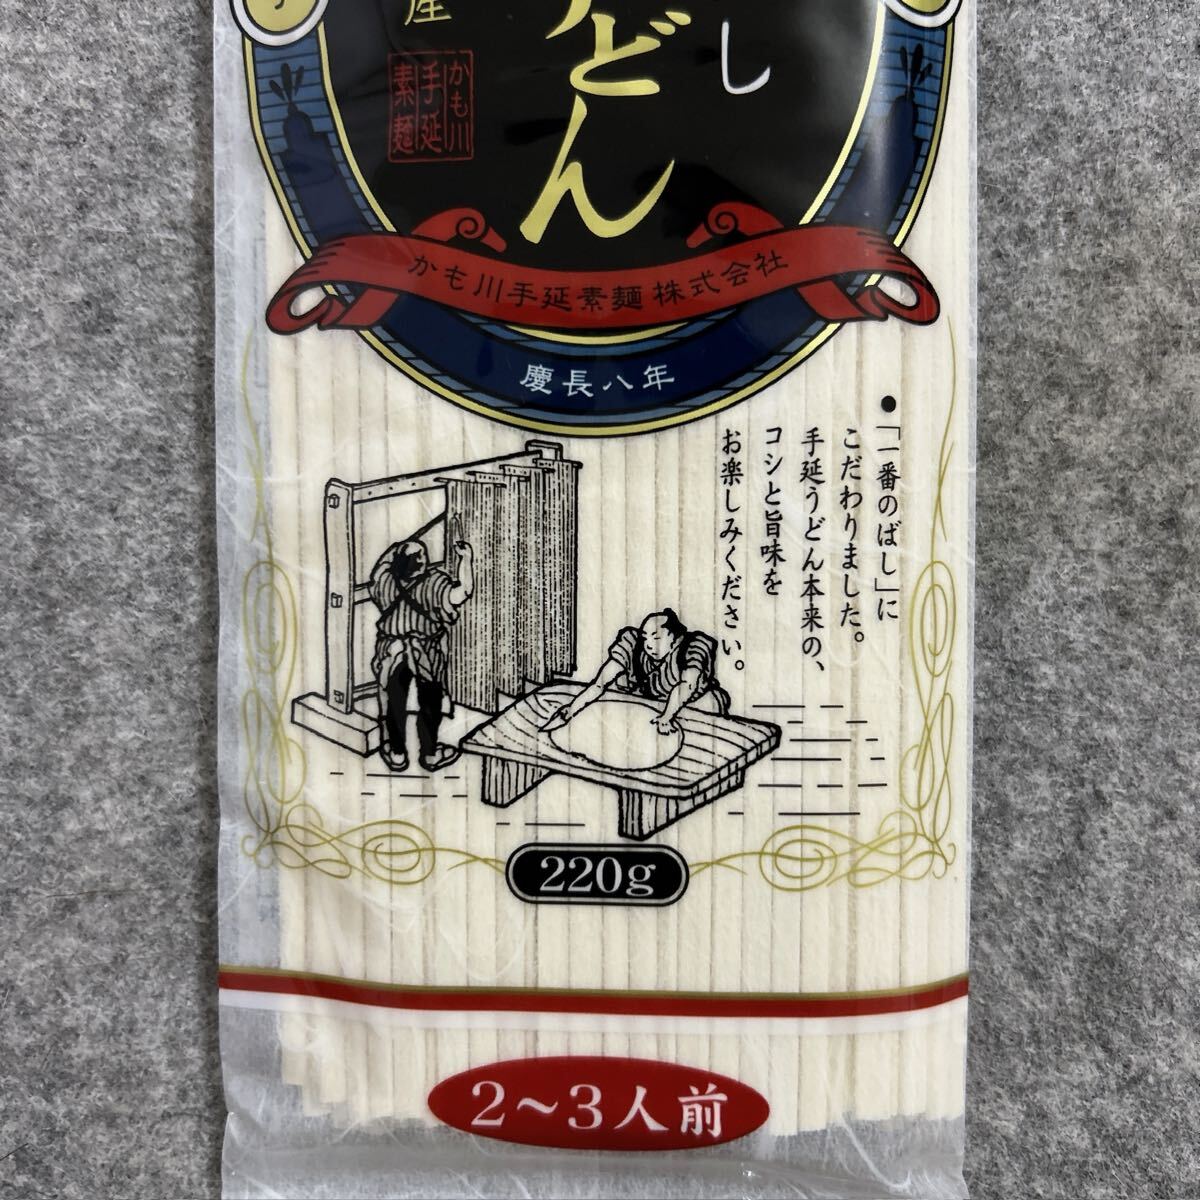 し
うどん
産
かも川
手延
素麺
かも川手延素麺 株式会社
慶長八年
●「一番のばし」に
こだわりました。
手延うどん本来の、
コシと旨味を
お楽しみください。
220g
2〜3人前